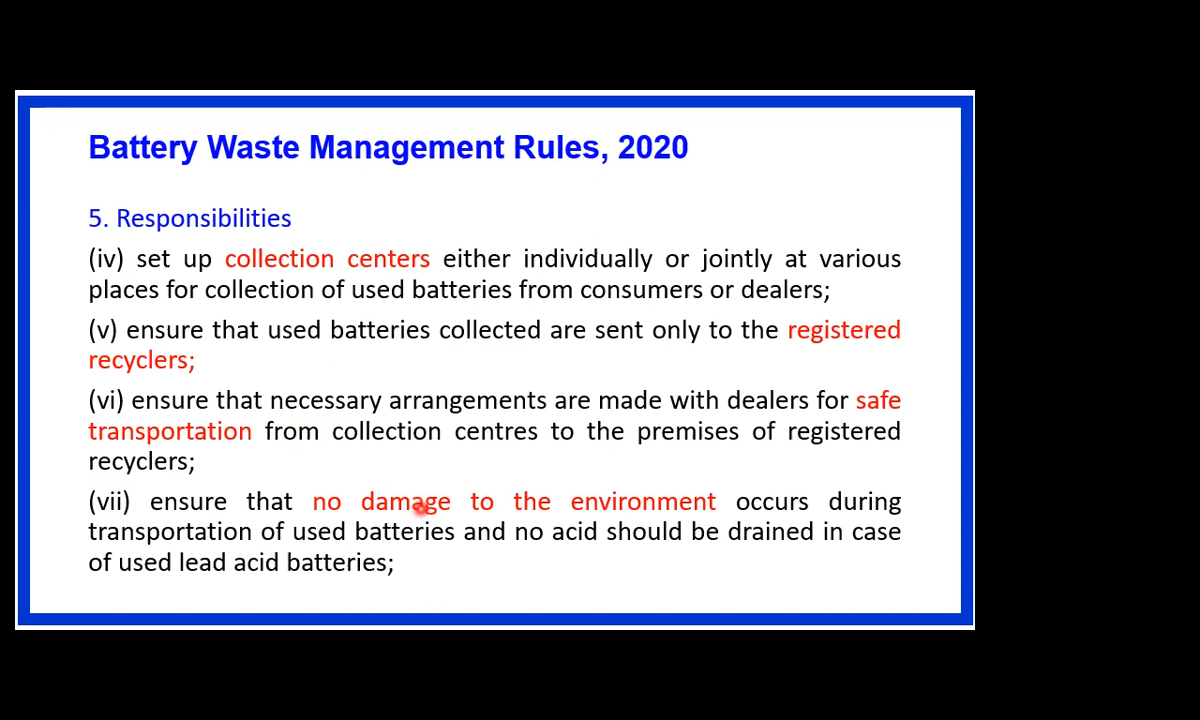 Battery Waste Management Rules, 2020
5. Responsibilities
(iv) set up collection centers either individually or jointly at various
places for collection of used batteries from consumers or dealers;
(v) ensure that used batteries collected are sent only to the registered
recyclers;
(vi) ensure that necessary arrangements are made with dealers for safe
transportation from collection centres to the premises of registered
recyclers;
(vii) ensure that no damage to the environment occurs during
transportation of used batteries and no acid should be drained in case
of used lead acid batteries;